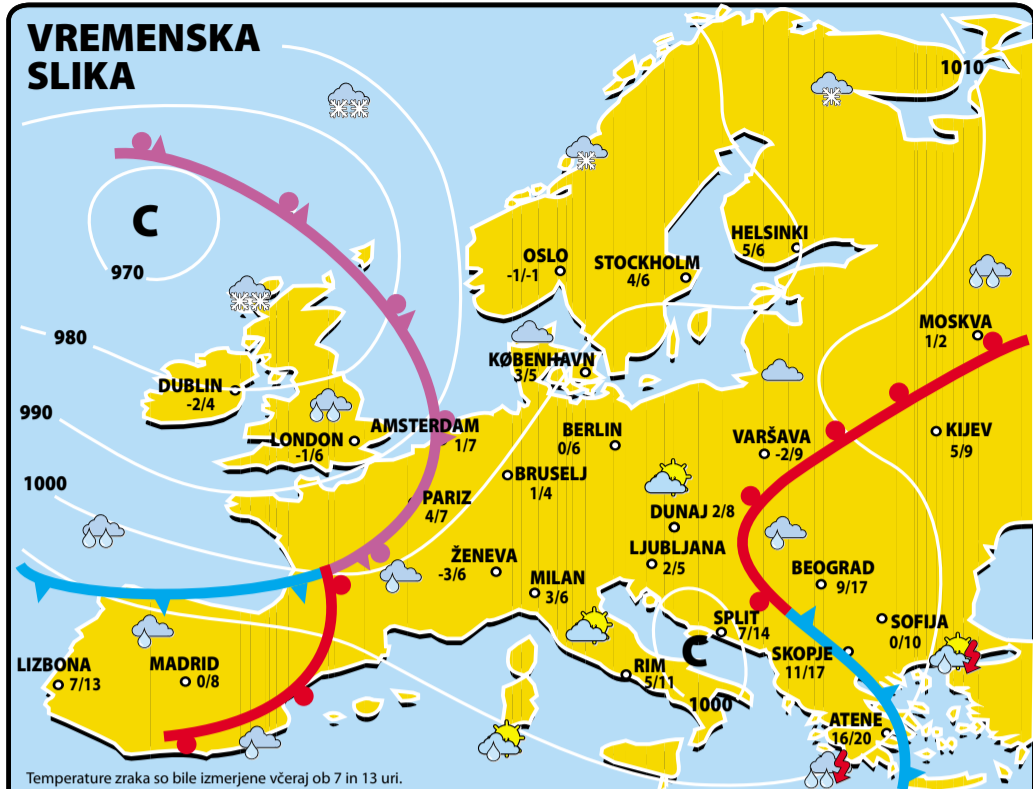 VREMENSKA
SLIKA
1010
C
970
HELSINKI
5/6
OSLO
-1/-1
STOCKHOLM
4/6
MOSKVA
1/2
980
KØBENHAVN
3/5
DUBLIN
-2/4
990
AMSTERDAM
1/7
LONDON
-1/6
BERLIN
0/6
VARŠAVA
-2/9
KIJEV
5/9
BRUSELJ
1/4
1000
PARIZ
4/7
DUNAJ 2/8
LJUBLJANA
2/5
ŽENEVA
-3/6
MILAN
3/6
BEOGRAD
9/17
SPLIT
7/14
SOFIJA
0/10
C
SKOPJE
11/17
LIZBONA
7/13
MADRID
0/8
RIM
5/11
1000
ATENE
16/20
Temperature zraka so bile izmerjene včeraj ob 7 in 13 uri.